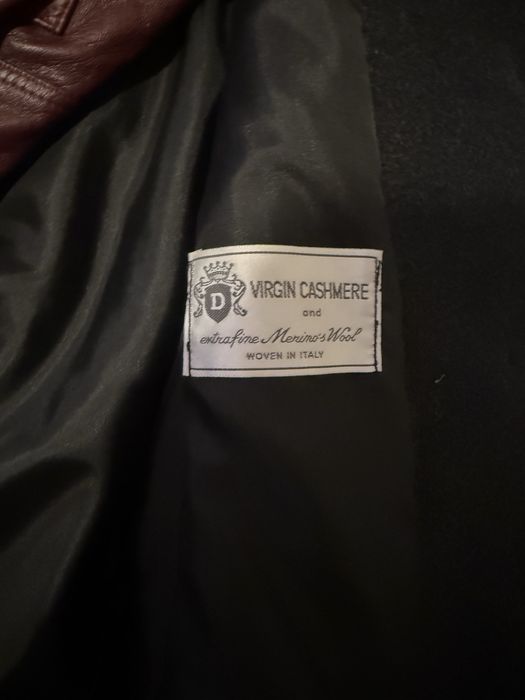 D
VIRGIN CASHMERE
and
extrafine Merino's Wool
WOVEN IN ITALY